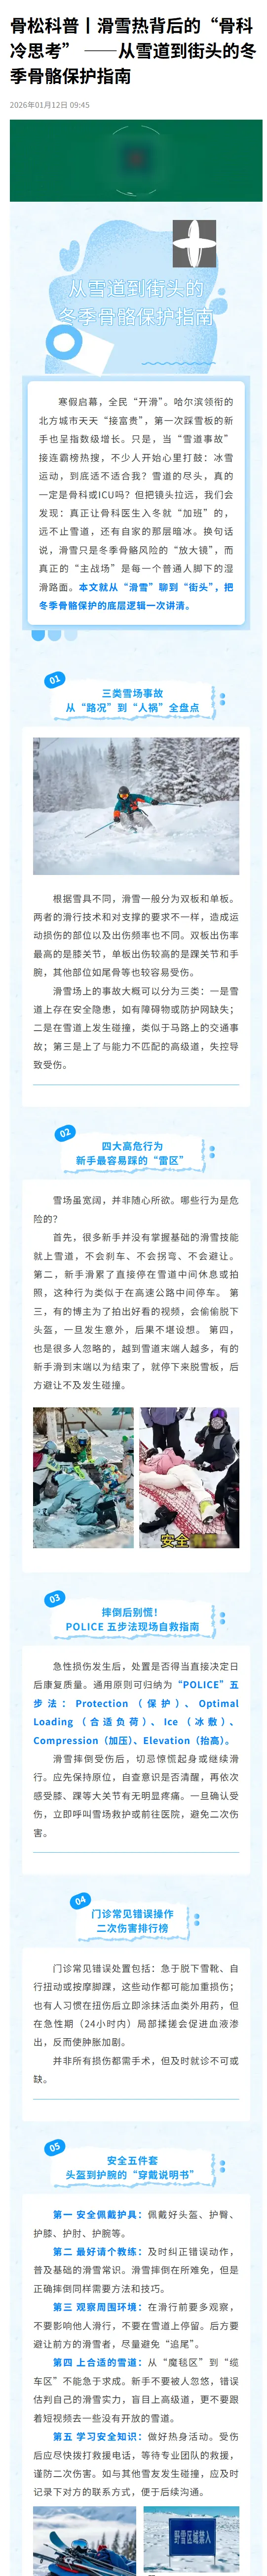 骨松科普丨滑雪热背后的“骨科
冷思考” ——从雪道到街头的冬
季骨骼保护指南
2026年01月12日 09:45
从雪道到街头的
冬季骨骼保护指南
寒假启幕，全民“开滑”。哈尔滨领衔的
北方城市天天“接富贵”，第一次踩雪板的新
手也呈指数级增长。只是，当“雪道事故”
接连霸榜热搜，不少人开始心里打鼓：冰雪
运动，到底适不适合我？雪道的尽头，真的
一定是骨科或ICU吗？但把镜头拉远，我们会
发现：真正让骨科医生入冬就“加班”的，
远不止雪道，还有自家的那层暗冰。换句话
说，滑雪只是冬季骨骼风险的“放大镜”，而
真正的“主战场”是每一个普通人脚下的湿
滑路面。本文就从“滑雪”聊到“街头”，把
冬季骨骼保护的底层逻辑一次讲清。
01
三类雪场事故
从“路况”到“人祸”全盘点
根据雪具不同，滑雪一般分为双板和单板。
两者的滑行技术和对支撑的要求不一样，造成运
动损伤的部位以及出伤频率也不同。双板出伤率
最高的是膝关节，单板出伤较高的是踝关节和手
腕，其他部位如尾骨等也较容易受伤。
滑雪场上的事故大概可以分为三类：一是雪
道上存在安全隐患，如有障碍物或防护网缺失；
二是在雪道上发生碰撞，类似于马路上的交通事
故；第三是上了与能力不匹配的高级道，失控导
致受伤。
02
四大高危行为
新手最容易踩的“雷区”
雪场虽宽阔，并非随心所欲。哪些行为是危
险的？
首先，很多新手并没有掌握基础的滑雪技能
就上雪道，不会刹车、不会拐弯、不会避让。
第二，新手滑累了直接停在雪道中间休息或拍
照，这种行为类似于在高速公路中间停车。 第
三，有的博主为了拍出好看的视频，会偷偷脱下
头盔，一旦发生意外，后果不堪设想。 第四，
也是很多人忽略的，越到雪道末端人越多，有的
新手滑到末端以为结束了，就停下来脱雪板，后
方避让不及发生碰撞。
安全
03
摔倒后别慌！
POLICE 五步法现场自救指南
急性损伤发生后，处置是否得当直接决定日
后康复质量。通用原则可归纳为“POLICE”五
步法：Protection（保护）、Optimal
Loading（合适负荷）、Ice（冰敷）、
Compression（加压）、Elevation（抬高）。
滑雪摔倒受伤后，切忌惊慌起身或继续滑
行。应先保持原位，自查意识是否清醒，再依次
感受膝、踝等大关节有无明显疼痛。一旦确认受
伤，立即呼叫雪场救护或前往医院，避免二次伤
害。
04
门诊常见错误操作
二次伤害排行榜
门诊常见错误处置包括：急于脱下雪靴、自
行扭动或按摩脚踝，这些动作都可能加重损伤；
也有人习惯在扭伤后立即涂抹活血类外用药，但
在急性期（24小时内）局部揉搓会促进血液渗
出，反而使肿胀加剧。
并非所有损伤都需手术，但及时就诊不可或
缺。
05
安全五件套
头盔到护腕的“穿戴说明书”
第一 安全佩戴护具：佩戴好头盔、护臀、
护膝、护肘、护腕等。
第二 最好请个教练：及时纠正错误动作，
普及基础的滑雪常识。滑雪摔倒在所难免，但是
正确摔倒同样需要方法和技巧。
第三 观察周围环境：在滑行前要多观察，
不要影响他人滑行，不要在雪道上停留。后方要
避让前方的滑雪者，尽量避免“追尾”。
第四 上合适的雪道：从“魔毯区”到“缆
车区”不能急于求成。新手不要被人忽悠，错误
估判自己的滑雪实力，盲目上高级道，更不要跟
着短视频去一些没有开放的雪道。
第五 学习安全知识：做好热身活动。受伤
后应尽快拨打救援电话，等待专业团队的救援，
谨防二次伤害。如与其他雪友发生碰撞，应及时
记录下对方的联系方式，便于后续沟通。
野雪区域禁入